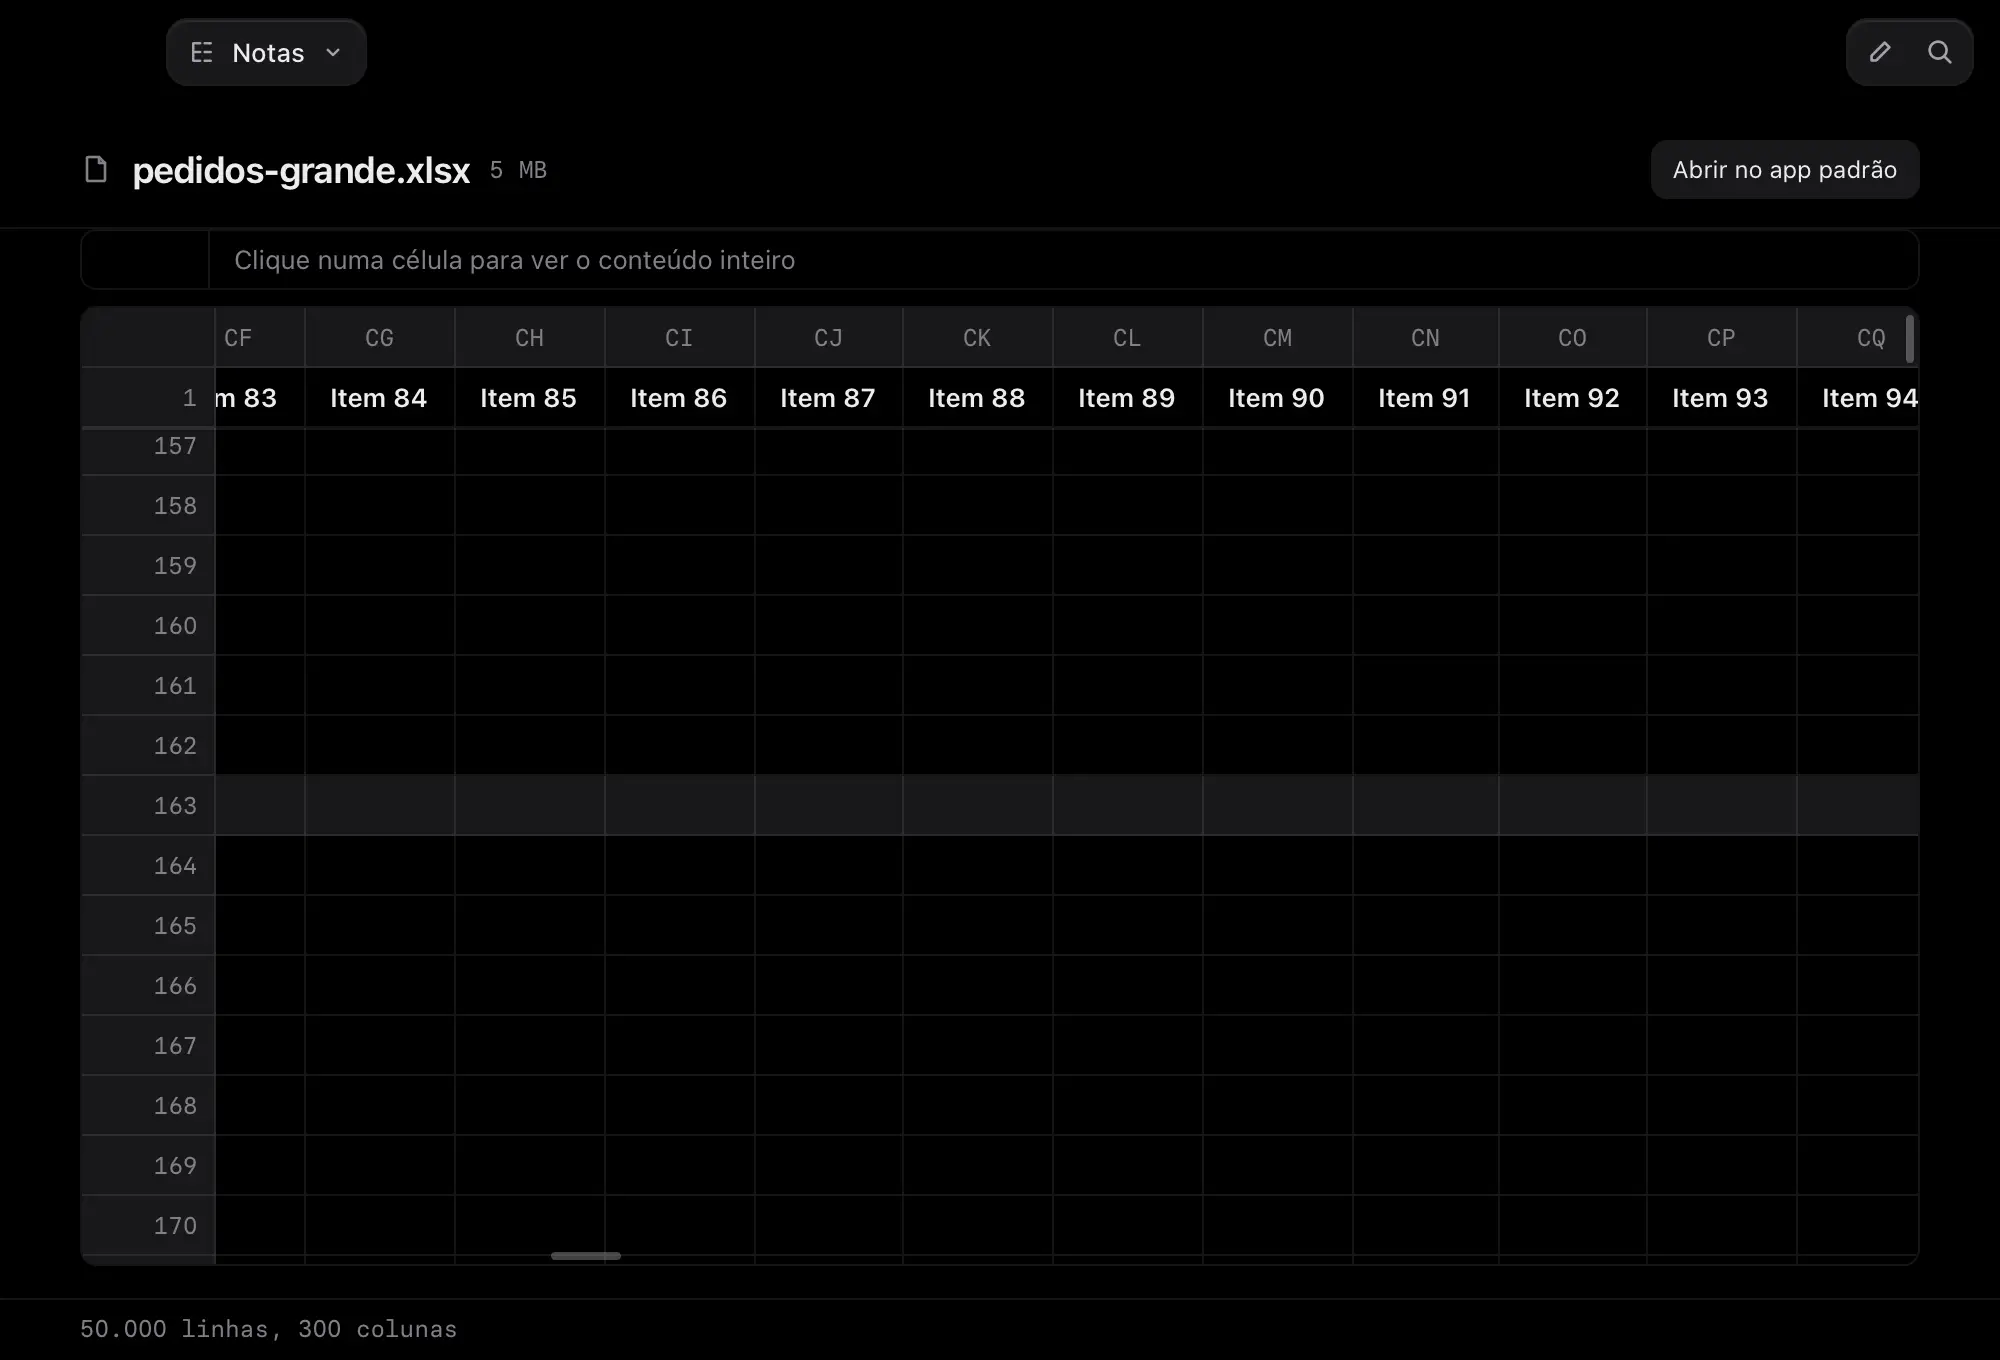 Notas
pedidos-grande.xlsx 5 MB
Abrir no app padrão
Clique numa célula para ver o conteúdo inteiro
CF CG CH CI CJ CK CL CM CN CO CP CQ
1 m 83 Item 84 Item 85 Item 86 Item 87 Item 88 Item 89 Item 90 Item 91 Item 92 Item 93 Item 94
157
158
159
160
161
162
163
164
165
166
167
168
169
170
50.000 linhas, 300 colunas